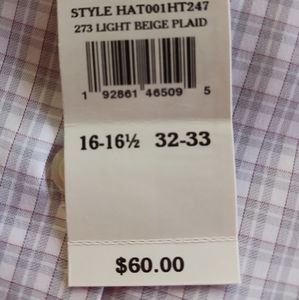 STYLE HAT001HT247
273 LIGHT BEIGE PLAID
1 92861 46509 5
16-16½ 32-33
$60.00